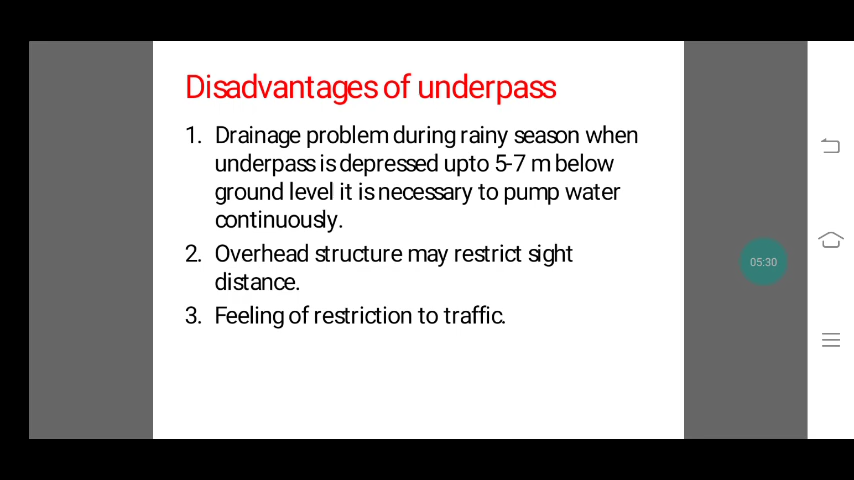 Disadvantages of underpass
1. Drainage problem during rainy season when
underpass is depressed upto 5-7 m below
ground level it is necessary to pump water
continuously.
2. Overhead structure may restrict sight
distance.
3. Feeling of restriction to traffic.
05:30